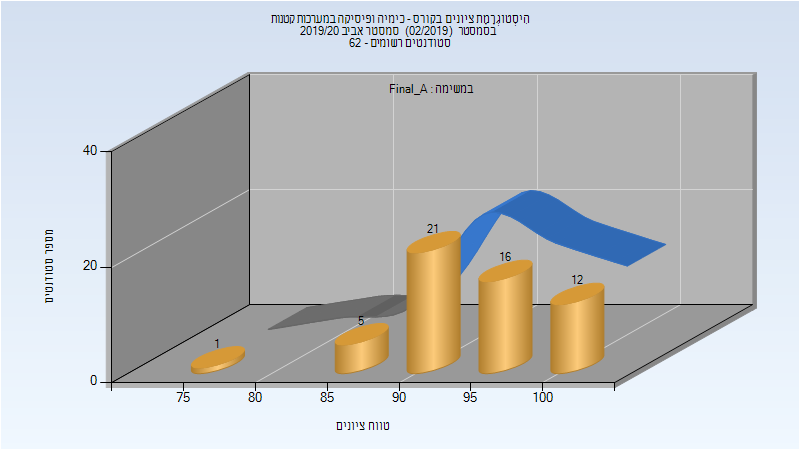 היסטוגרמת ציונים בקורס - כימיה ופיסיקה במערכות קטנות
בסמסטר (02/2019) סמסטר אביב 2019/20
סטודנטים רשומים - 62
במשימה : Final_A
40
20
0
מספר סטודנטים
1
5
21
16
12
75 80 85 90 95 100
טווח ציונים